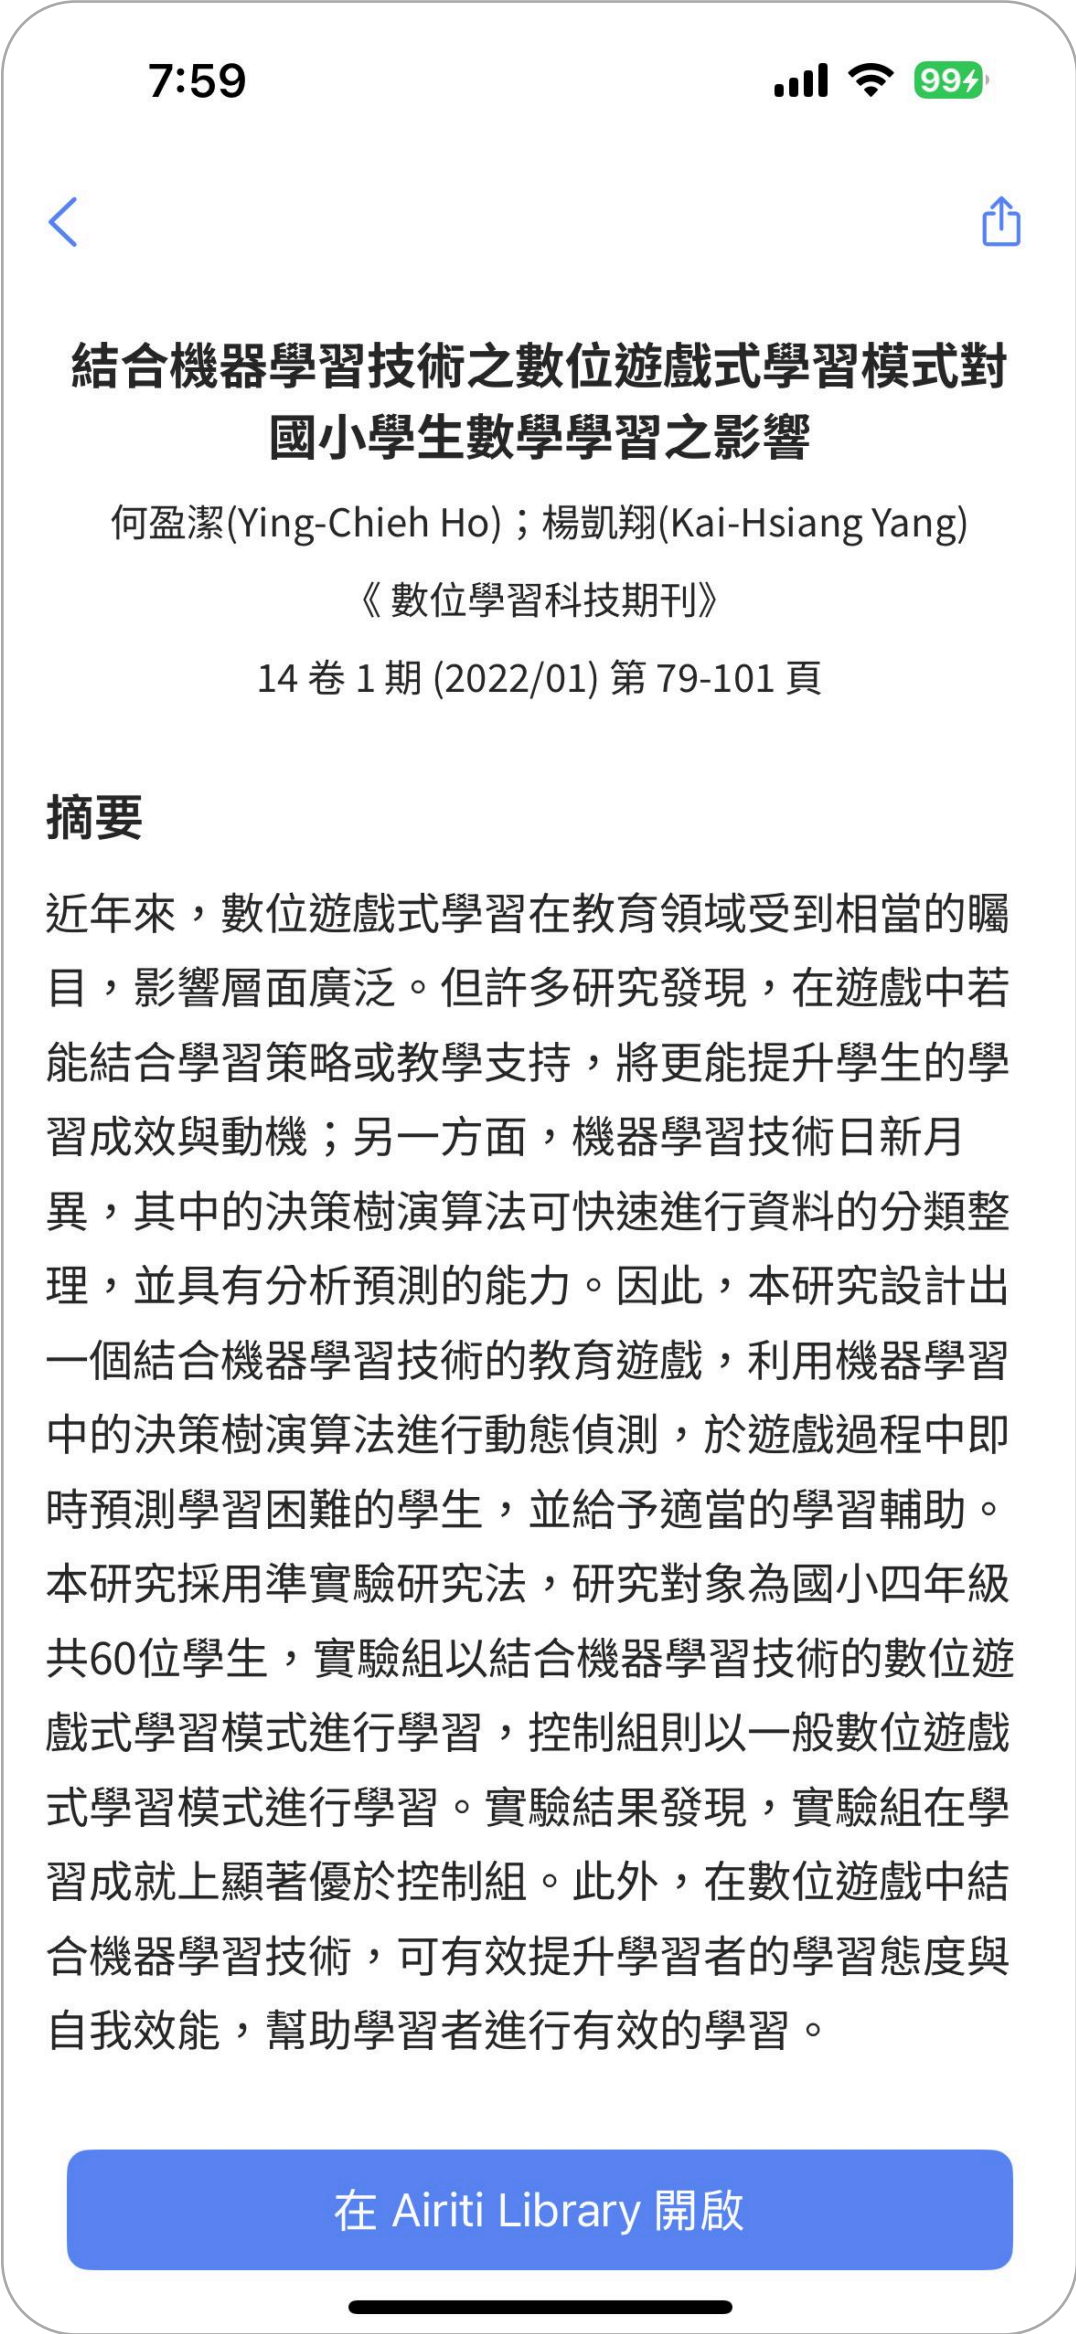 7:59
99
結合機器學習技術之數位遊戲式學習模式對
國小學生數學學習之影響
何盈潔(Ying-Chieh Ho)；楊凱翔(Kai-Hsiang Yang)
《 數位學習科技期刊》
14 卷 1 期 (2022/01) 第 79-101 頁
摘要
近年來，數位遊戲式學習在教育領域受到相當的矚
目，影響層面廣泛。但許多研究發現，在遊戲中若
能結合學習策略或教學支持，將更能提升學生的學
習成效與動機；另一方面，機器學習技術日新月
異，其中的決策樹演算法可快速進行資料的分類整
理，並具有分析預測的能力。因此，本研究設計出
一個結合機器學習技術的教育遊戲，利用機器學習
中的決策樹演算法進行動態偵測，於遊戲過程中即
時預測學習困難的學生，並給予適當的學習輔助。
本研究採用準實驗研究法，研究對象為國小四年級
共60位學生，實驗組以結合機器學習技術的數位遊
戲式學習模式進行學習，控制組則以一般數位遊戲
式學習模式進行學習。實驗結果發現，實驗組在學
習成就上顯著優於控制組。此外，在數位遊戲中結
合機器學習技術，可有效提升學習者的學習態度與
自我效能，幫助學習者進行有效的學習。
在 Airiti Library 開啟